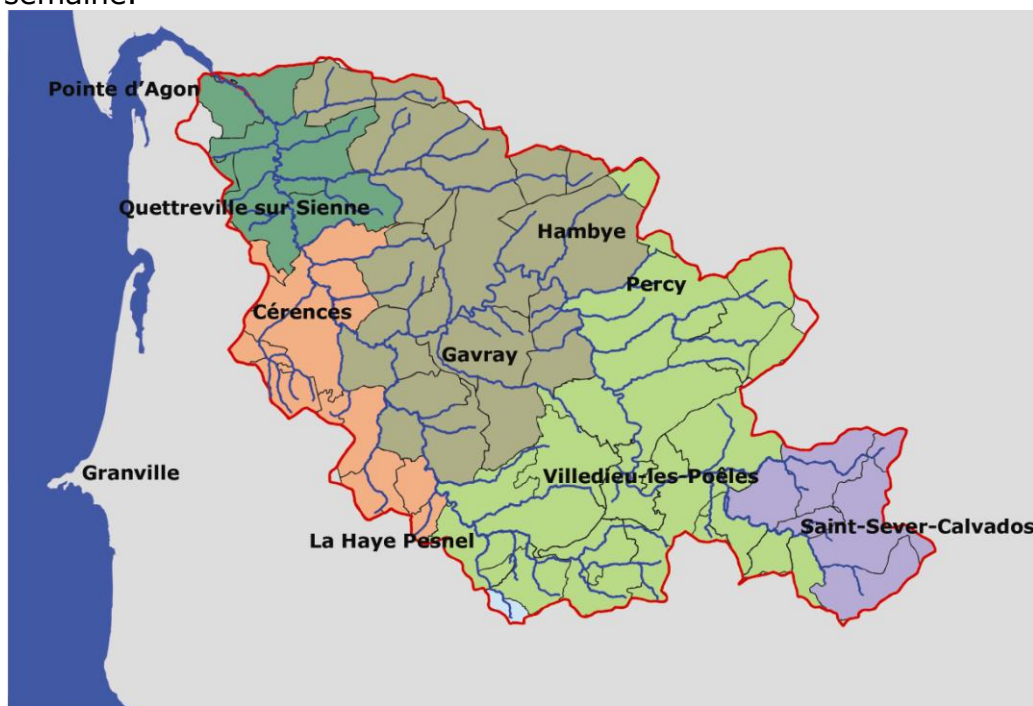 semaine.
Pointe d'Agon
Quettreville sur Sienne
Hambye
Percy
Cérences
Gavray
Granville
Villedieu-les-Poêles
Saint-Sever-Calvados
La Haye Pesnel